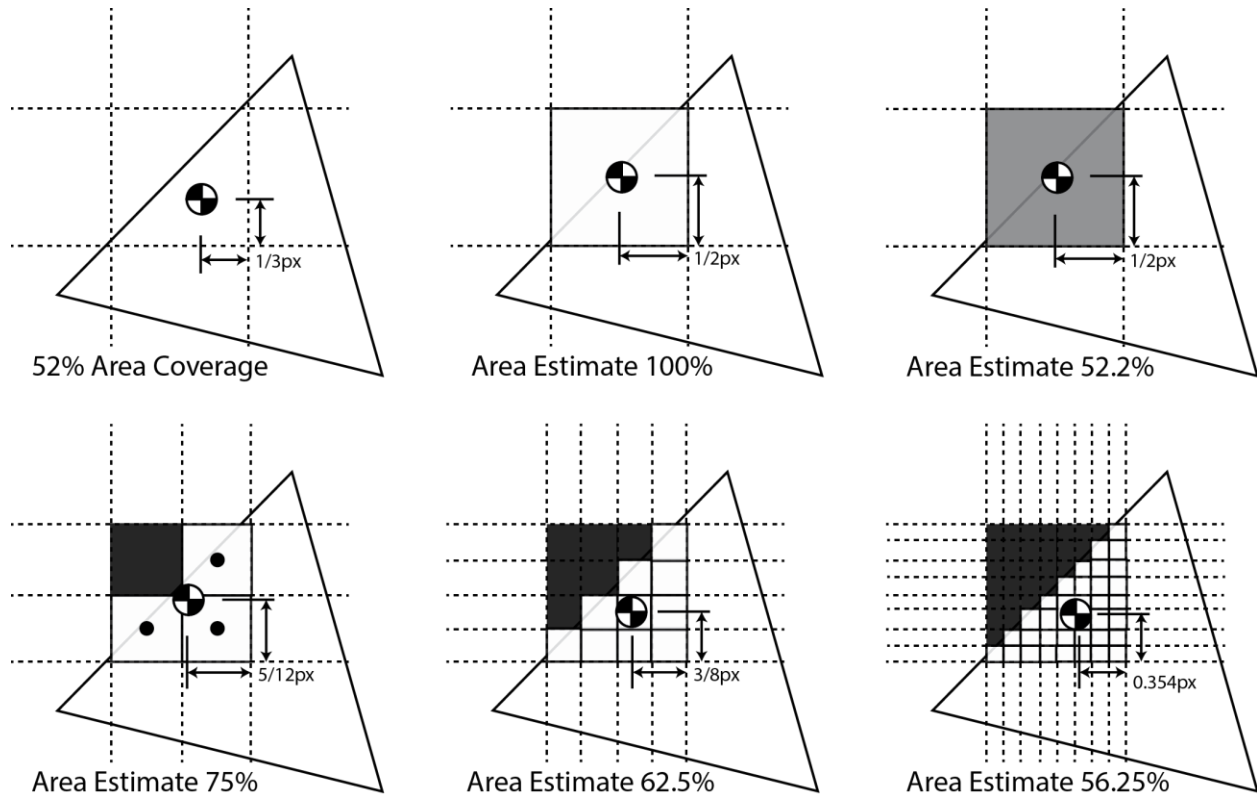 1/3px
1/2px
1/2px
52% Area Coverage
Area Estimate 100%
Area Estimate 52.2%
5/12px
3/8px
0.354px
Area Estimate 75%
Area Estimate 62.5%
Area Estimate 56.25%